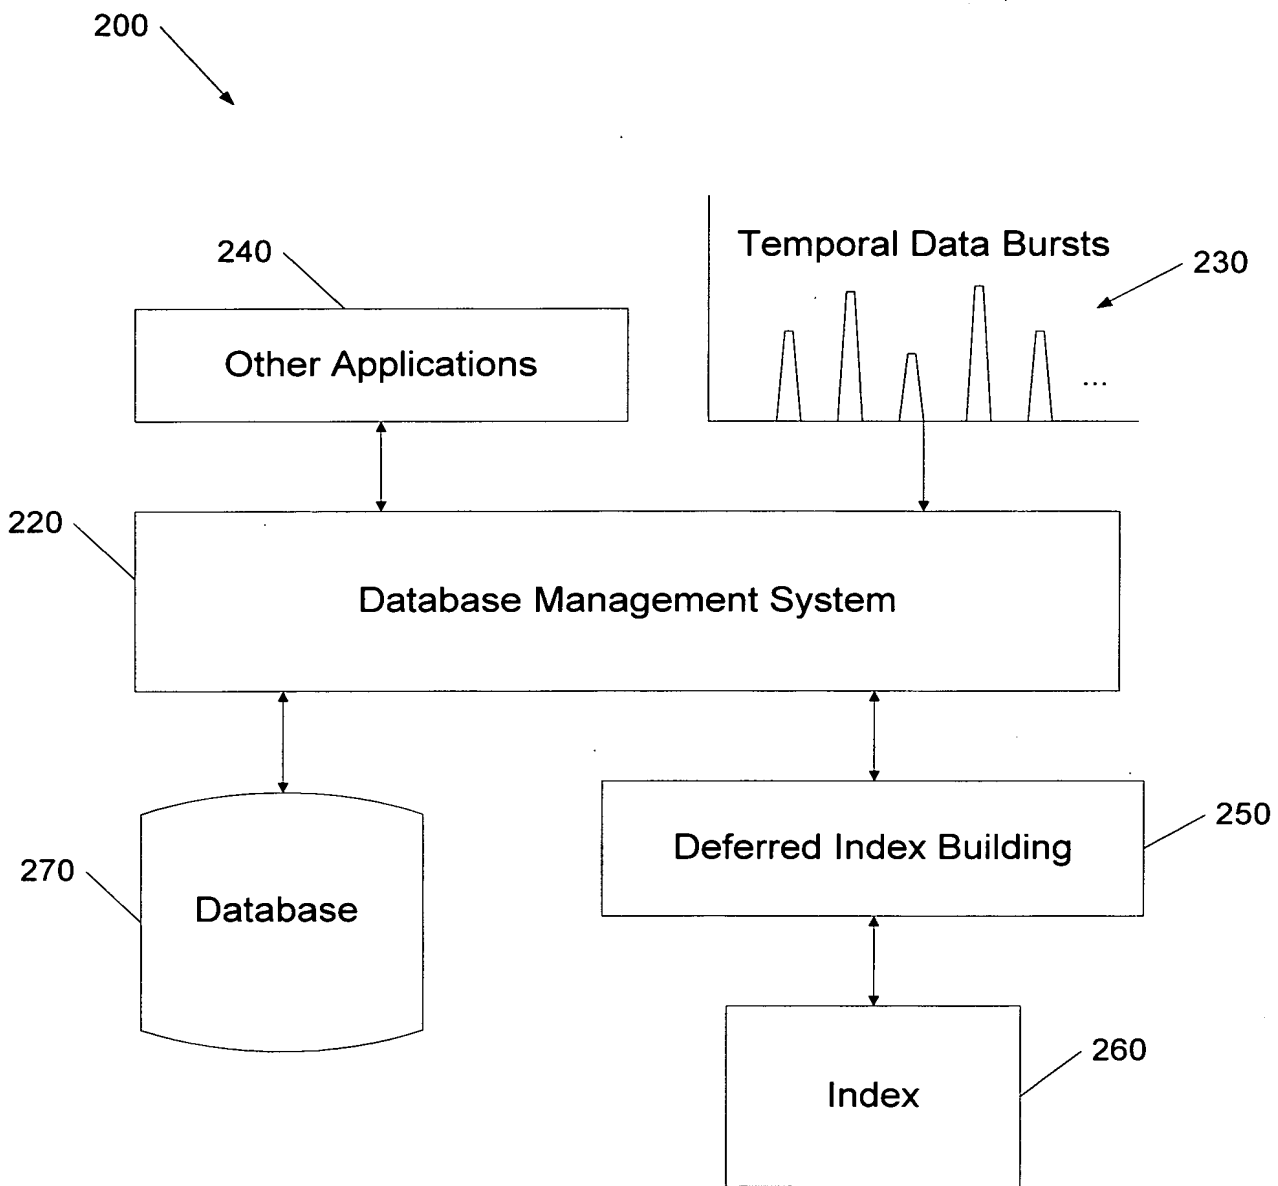 200
240
Temporal Data Bursts
230
Other Applications
...
220
Database Management System
250
Deferred Index Building
270
Database
260
Index